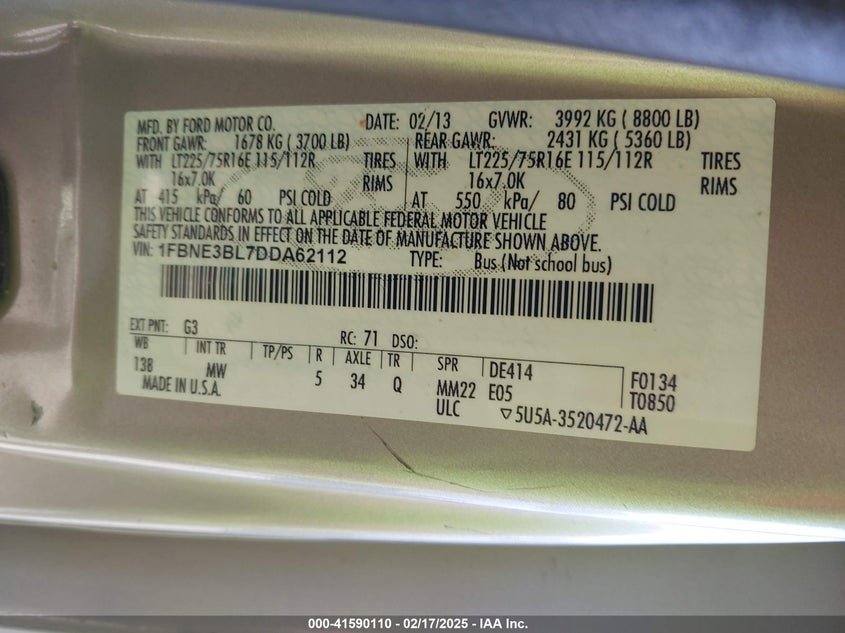 MFD. BY FORD MOTOR CO. DATE: 02/13 GVWR: 3992 KG ( 8800 LB)
FRONT GAWR: 1678 KG ( 3700 LB) REAR GAWR: 2431 KG ( 5360 LB)
WITH LT225/75R16E 115/112R TIRES WITH LT225/75R16E 115/112R TIRES
16x7.0K RIMS 16x7.0K RIMS
AT 415 kPa/ 60 PSI COLD AT 550 kPa/ 80 PSI COLD
THIS VEHICLE CONFORMS TO ALL APPLICABLE FEDERAL MOTOR VEHICLE
SAFETY STANDARDS IN EFFECT ON THE DATE OF MANUFACTURE SHOWN ABOVE.
VIN: 1FBNE3BL7DDA62112 TYPE: Bus (Not school bus)
EXT PNT: G3 RC: 71 DSO:
WB INT TR TP/PS R AXLE TR SPR DE414 F0134
138 MW 5 34 Q MM22 E05 T0850
MADE IN U.S.A. ULC ▽5U5A-3520472-AA
000-41590110 - 02/17/2025 - IAA Inc.